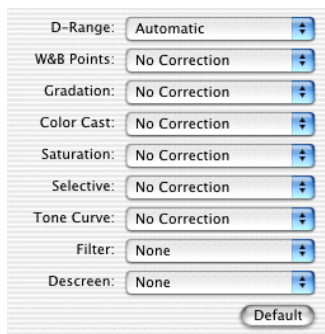 D-Range: Automatic
W&B Points: No Correction
Gradation: No Correction
Color Cast: No Correction
Saturation: No Correction
Selective: No Correction
Tone Curve: No Correction
Filter: None
Descreen: None
Default